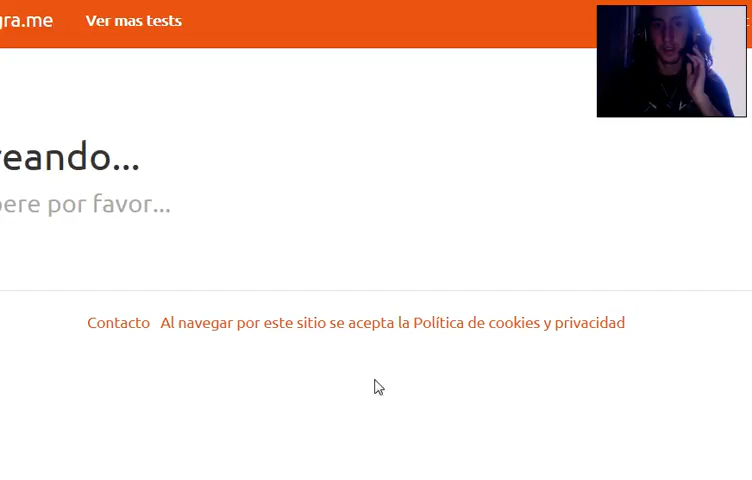 gra.me Ver mas tests
reando...
pere por favor...
Contacto Al navegar por este sitio se acepta la Política de cookies y privacidad